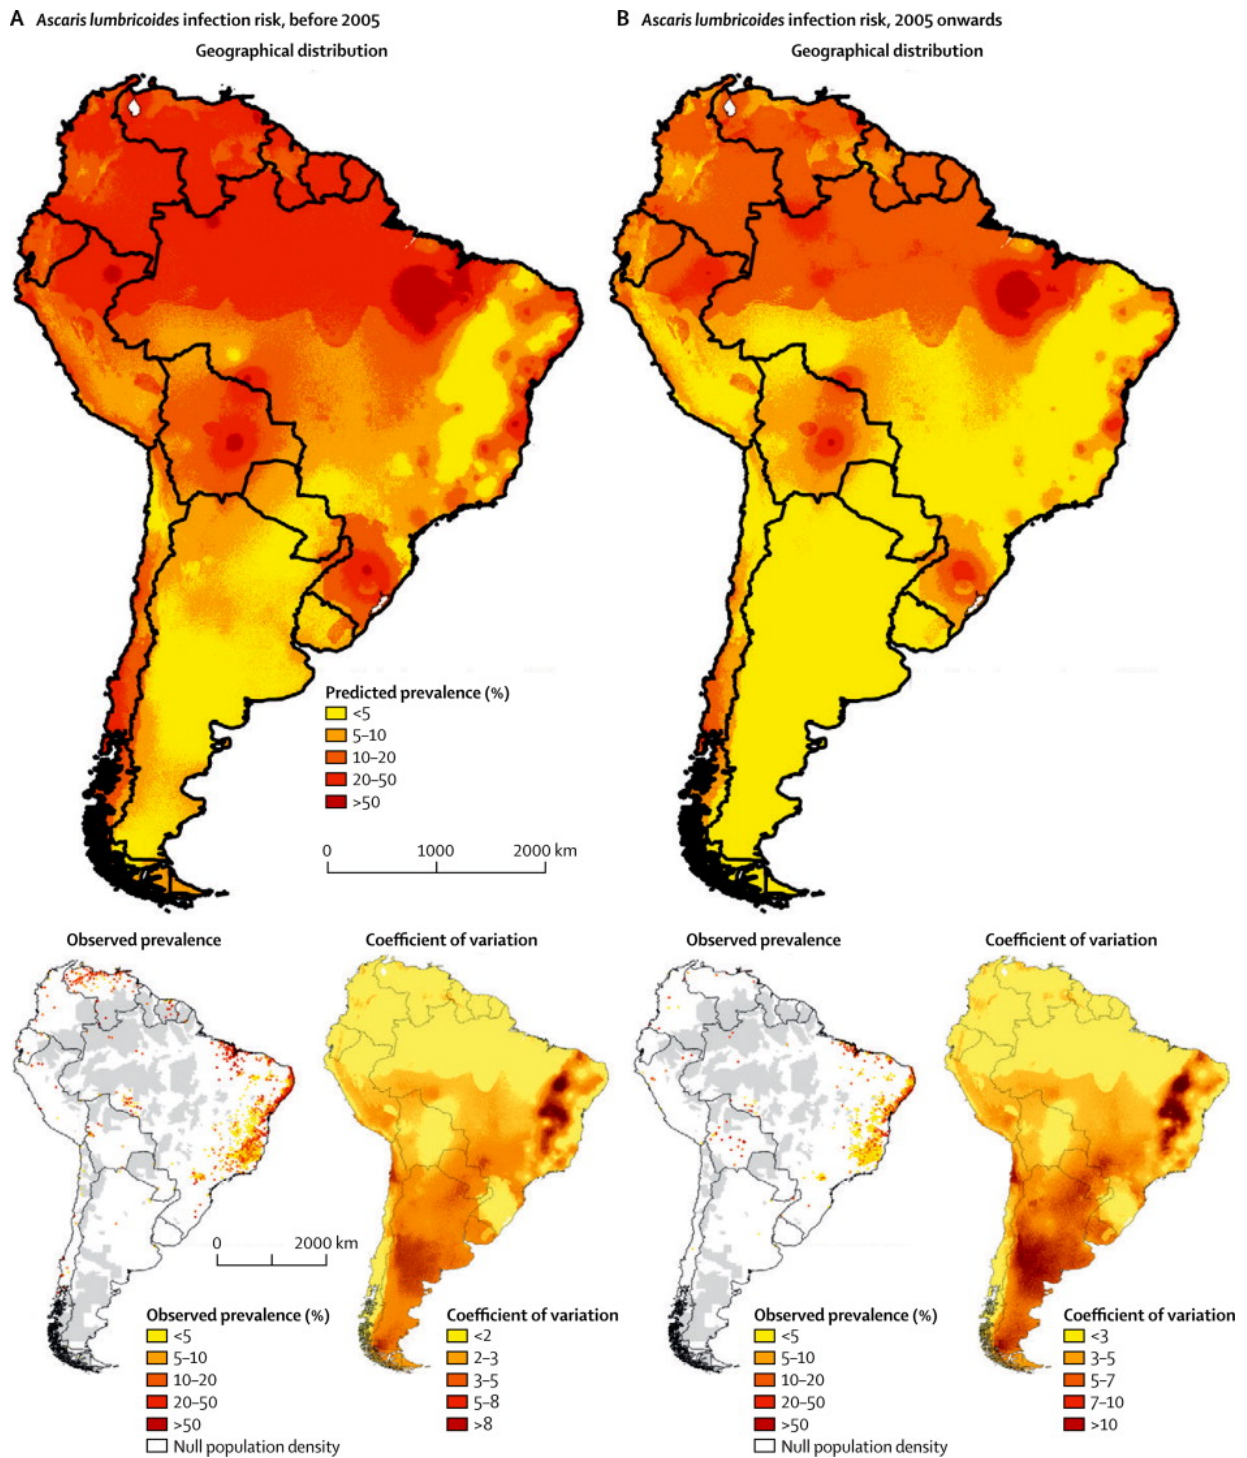 A Ascaris lumbricoides infection risk, before 2005
Geographical distribution
Predicted prevalence (%)
<5
5–10
10–20
20–50
>50
0 1000 2000 km
Observed prevalence
0 2000 km
Observed prevalence (%)
<5
5–10
10–20
20–50
>50
Null population density
Coefficient of variation
Coefficient of variation
<2
2–3
3–5
5–8
>8
B Ascaris lumbricoides infection risk, 2005 onwards
Geographical distribution
Observed prevalence
Observed prevalence (%)
<5
5–10
10–20
20–50
>50
Null population density
Coefficient of variation
Coefficient of variation
<3
3–5
5–7
7–10
>10